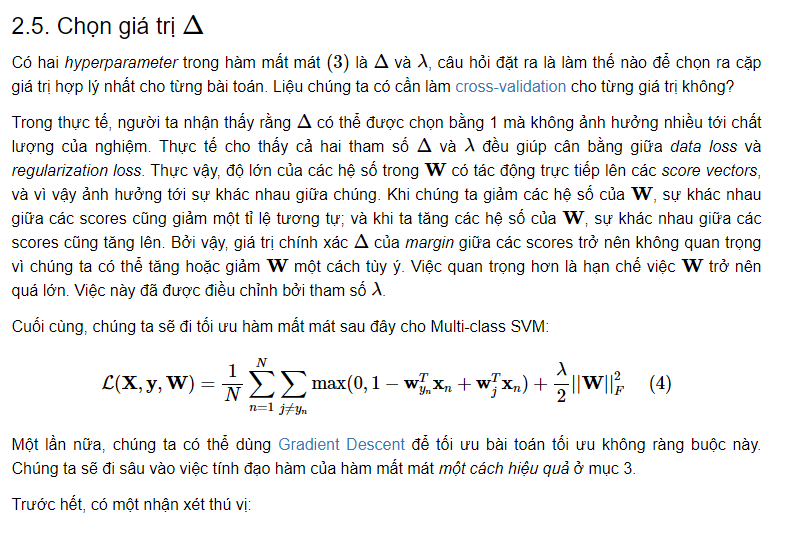 2.5. Chọn giá trị Δ
Có hai hyperparameter trong hàm mất mát (3) là Δ và λ, câu hỏi đặt ra là làm thế nào để chọn ra cặp
giá trị hợp lý nhất cho từng bài toán. Liệu chúng ta có cần làm cross-validation cho từng giá trị không?
Trong thực tế, người ta nhận thấy rằng Δ có thể được chọn bằng 1 mà không ảnh hưởng nhiều tới chất
lượng của nghiệm. Thực tế cho thấy cả hai tham số Δ và λ đều giúp cân bằng giữa data loss và
regularization loss. Thực vậy, độ lớn của các hệ số trong W có tác động trực tiếp lên các score vectors,
và vì vậy ảnh hưởng tới sự khác nhau giữa chúng. Khi chúng ta giảm các hệ số của W, sự khác nhau
giữa các scores cũng giảm một tỉ lệ tương tự; và khi ta tăng các hệ số của W, sự khác nhau giữa các
scores cũng tăng lên. Bởi vậy, giá trị chính xác Δ của margin giữa các scores trở nên không quan trọng
vì chúng ta có thể tăng hoặc giảm W một cách tùy ý. Việc quan trọng hơn là hạn chế việc W trở nên
quá lớn. Việc này đã được điều chỉnh bởi tham số λ.
Cuối cùng, chúng ta sẽ đi tối ưu hàm mất mát sau đây cho Multi-class SVM:
\mathcal{L}(\mathbf{X}, \mathbf{y}, \mathbf{W}) = \frac{1}{N} \sum_{n=1}^{N} \sum_{j \neq y_n} \max(0, 1 - \mathbf{w}_{y_n}^T \mathbf{x}_n + \mathbf{w}_j^T \mathbf{x}_n) + \frac{\lambda}{2} ||\mathbf{W}||_F^2 (4)
Một lần nữa, chúng ta có thể dùng Gradient Descent để tối ưu bài toán tối ưu không ràng buộc này.
Chúng ta sẽ đi sâu vào việc tính đạo hàm của hàm mất mát một cách hiệu quả ở mục 3.
Trước hết, có một nhận xét thú vị: